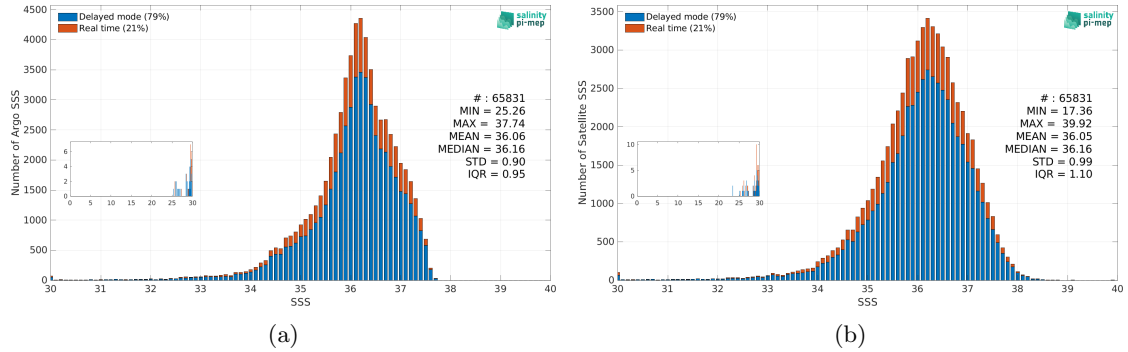 Delayed mode (79%)
Real time (21%)
salinity
pi-mep
Number of Argo SSS
4500
4000
3500
3000
2500
2000
1500
1000
500
0
# : 65831
MIN = 25.26
MAX = 37.74
MEAN = 36.06
MEDIAN = 36.16
STD = 0.90
IQR = 0.95
6
4
2
0
1 5 10 15 20 25 30
30 31 32 33 34 35 36 37 38 39 40
SSS
(a)
Delayed mode (79%)
Real time (21%)
salinity
pi-mep
Number of Satellite SSS
3500
3000
2500
2000
1500
1000
500
0
# : 65831
MIN = 17.36
MAX = 39.92
MEAN = 36.05
MEDIAN = 36.16
STD = 0.99
IQR = 1.10
10
5
0
0 5 10 15 20 25 30
30 31 32 33 34 35 36 37 38 39 40
SSS
(b)